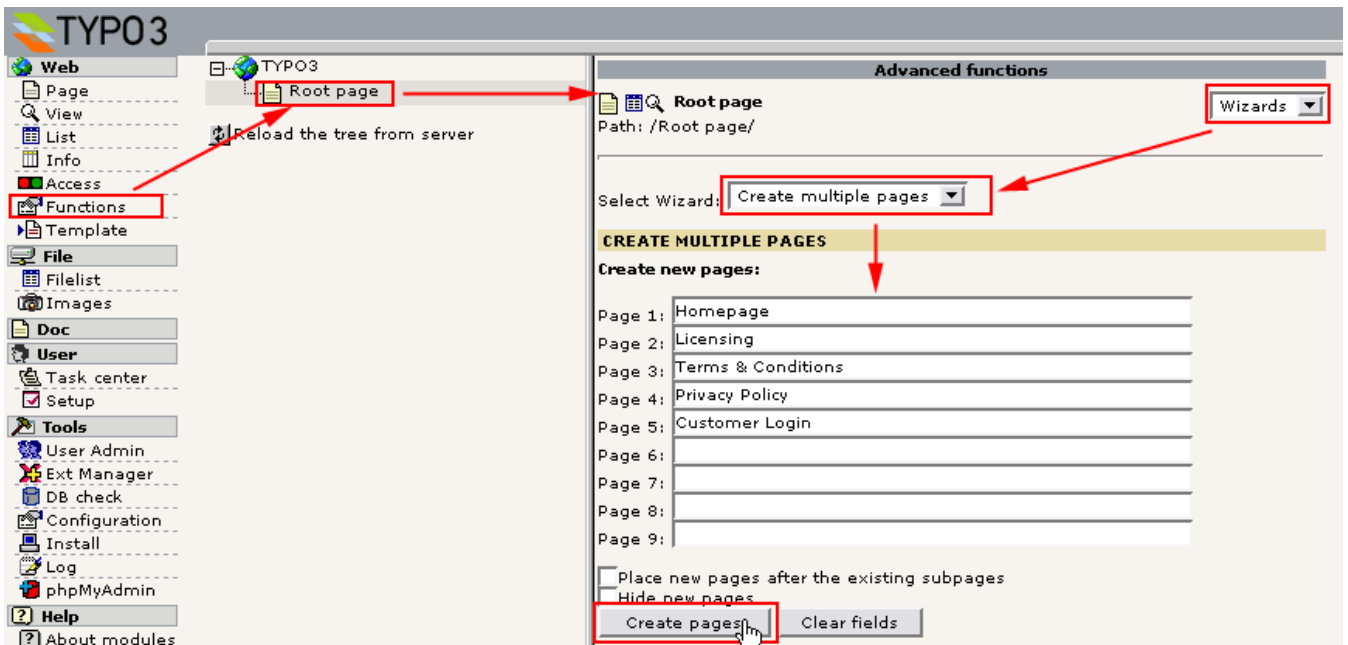 TYPO3
Web
Page
View
List
Info
Access
Functions
Template
File
Filelist
Images
Doc
User
Task center
Setup
Tools
User Admin
Ext Manager
DB check
Configuration
Install
Log
phpMyAdmin
Help
About modules
TYPO3
Root page
Reload the tree from server
Advanced functions
Root page
Wizards
Path: /Root page/
Select Wizard: Create multiple pages
CREATE MULTIPLE PAGES
Create new pages:
Page 1: Homepage
Page 2: Licensing
Page 3: Terms & Conditions
Page 4: Privacy Policy
Page 5: Customer Login
Page 6:
Page 7:
Page 8:
Page 9:
Place new pages after the existing subpages
Hide new pages
Create pages Clear fields